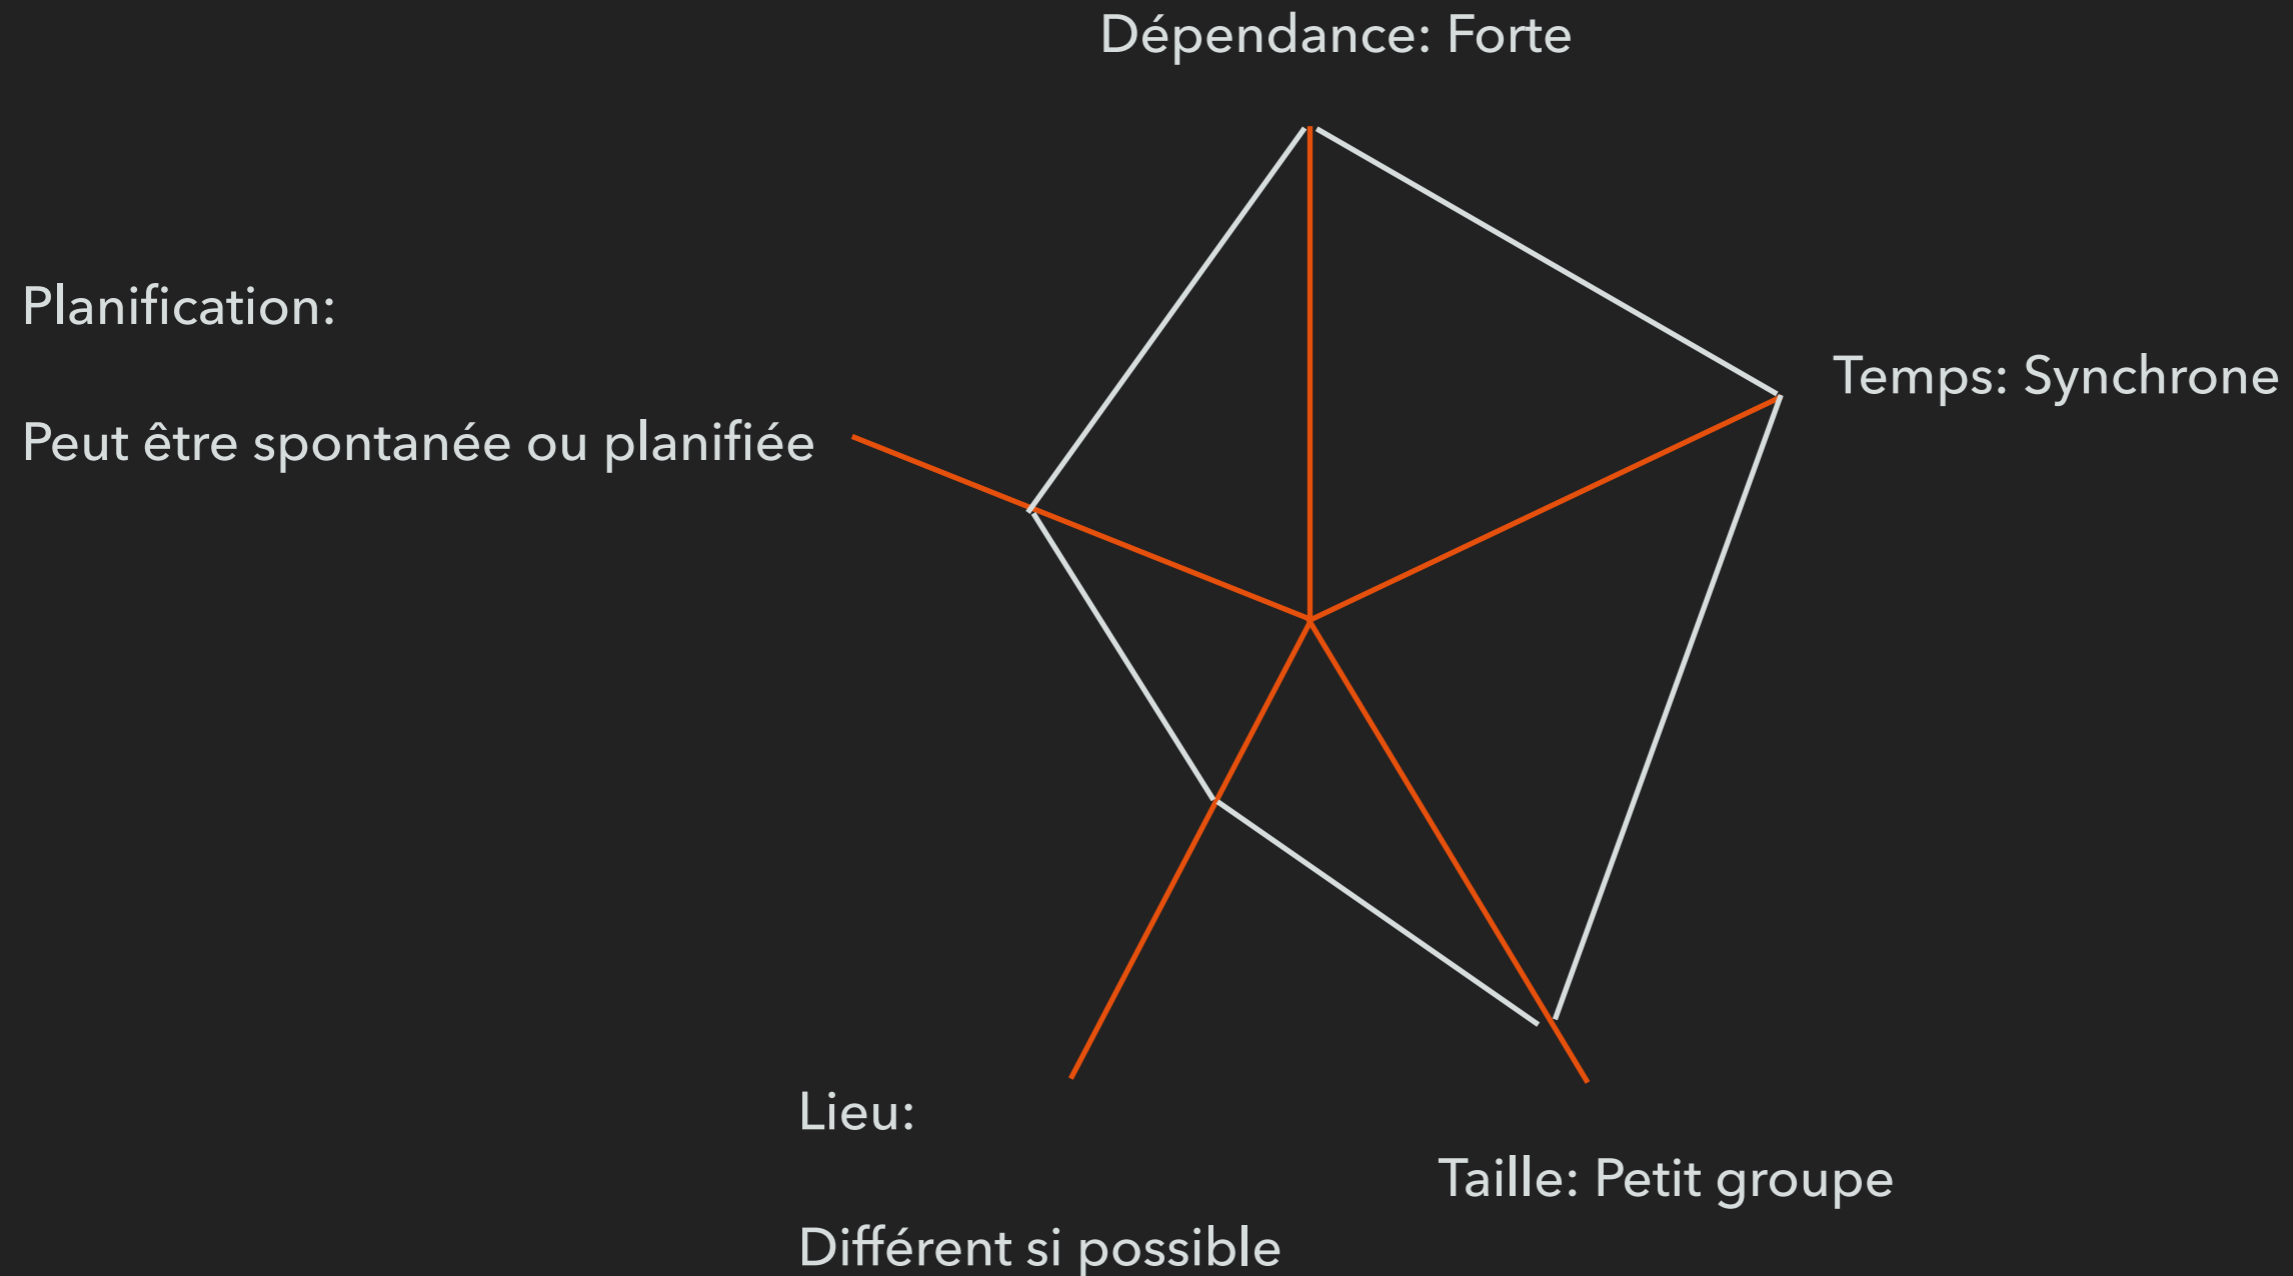 Dépendance: Forte
Planification:
Peut être spontanée ou planifiée
Temps: Synchrone
Lieu:
Différent si possible
Taille: Petit groupe